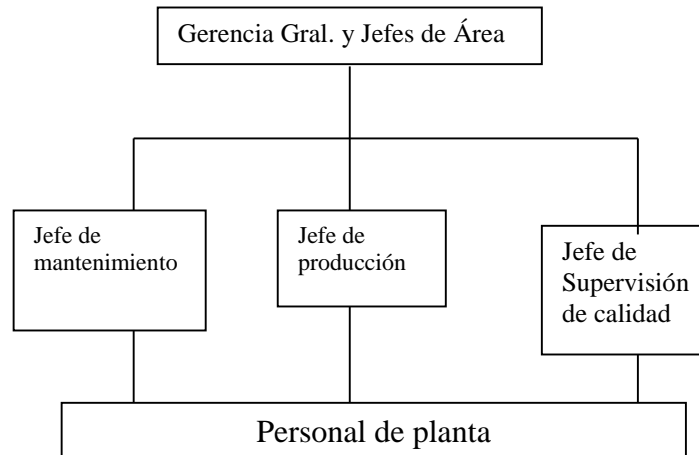 Gerencia Gral. y Jefes de Área
Jefe de
mantenimiento
Jefe de
producción
Jefe de
Supervisión
de calidad
Personal de planta